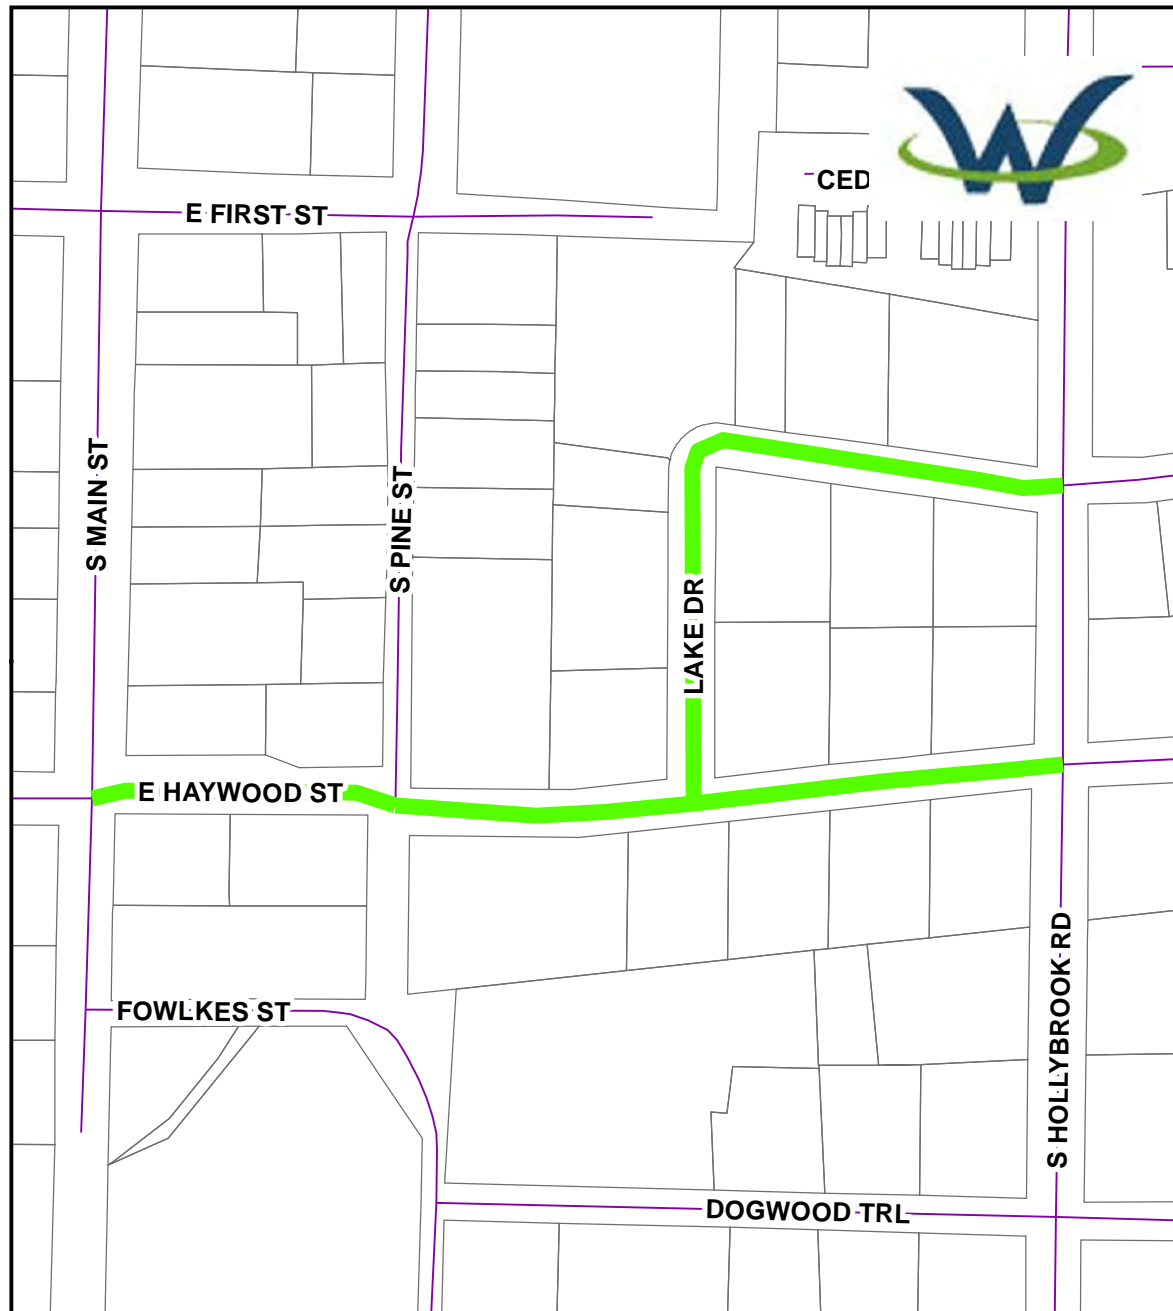 CED
E FIRST ST
S MAIN ST
S PINE ST
LAKE DR
E HAYWOOD ST
S HOLLYBROOK RD
FOWLKES ST
DOGWOOD TRL